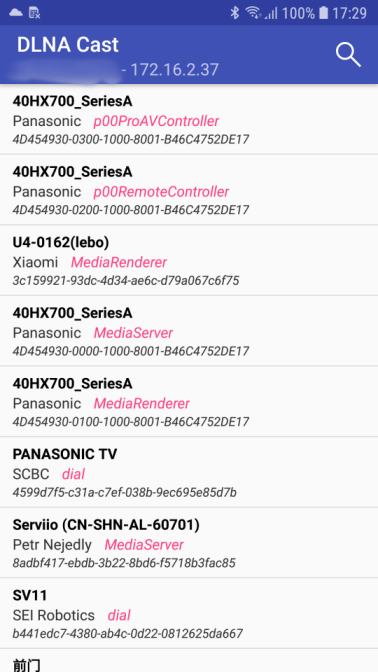 100% 17:29
DLNA Cast
- 172.16.2.37
40HX700_SeriesA
Panasonic p00ProAVController
4D454930-0300-1000-8001-B46C4752DE17
40HX700_SeriesA
Panasonic p00RemoteController
4D454930-0200-1000-8001-B46C4752DE17
U4-0162(lebo)
Xiaomi MediaRenderer
3c159921-93dc-4d34-ae6c-d79a067c6f75
40HX700_SeriesA
Panasonic MediaServer
4D454930-0000-1000-8001-B46C4752DE17
40HX700_SeriesA
Panasonic MediaRenderer
4D454930-0100-1000-8001-B46C4752DE17
PANASONIC TV
SCBC dial
4599d7f5-c31a-c7ef-038b-9ec695e85d7b
Serviio (CN-SHN-AL-60701)
Petr Nejedly MediaServer
8adbf417-ebdb-3b22-8bd6-f5718b3fac85
SV11
SEI Robotics dial
b441edc7-4380-ab4c-0d22-0812625da667
前门